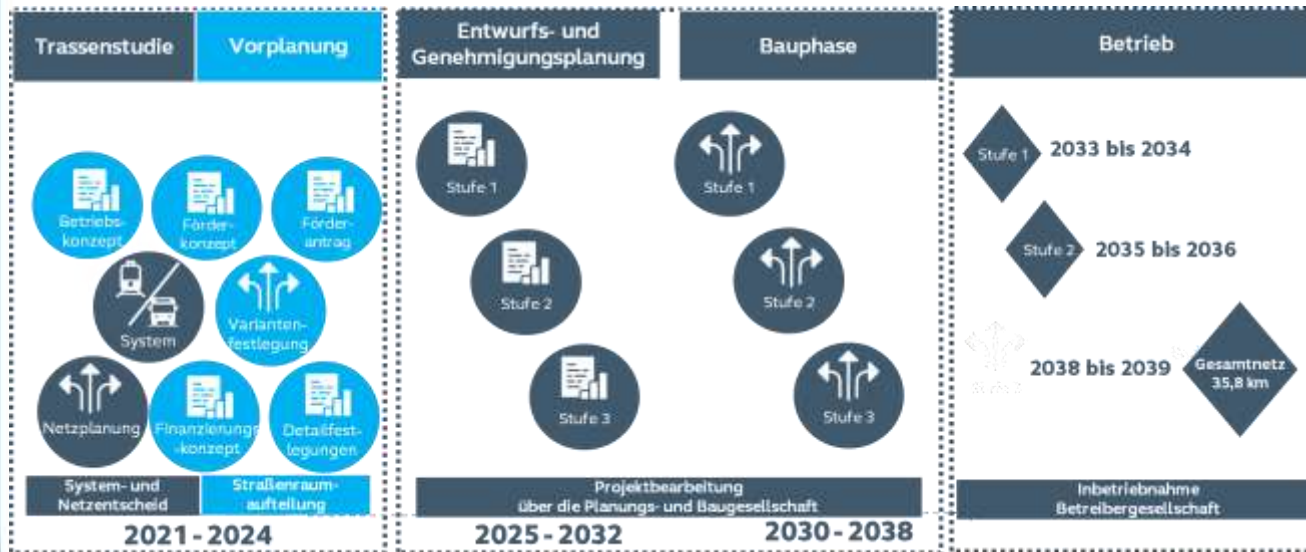 Trassenstudie
Vorplanung
Betriebs-
konzept
Förder-
konzept
Förder-
antrag
System
Varianten-
festlegung
Netzplanung
Finanzierungs
-konzept
Detailfest-
legungen
System- und
Netzentscheid
Straßenraum-
aufteilung
2021 - 2024
Entwurfs- und
Genehmigungsplanung
Bauphase
Stufe 1
Stufe 1
Stufe 2
Stufe 2
Stufe 3
Stufe 3
Projektbearbeitung
über die Planungs- und Baugesellschaft
2025 - 2032
2030 - 2038
Betrieb
Stufe 1
2033 bis 2034
Stufe 2
2035 bis 2036
2038 bis 2039
Gesamtnetz
35,8 km
Inbetriebnahme
Betreibergesellschaft